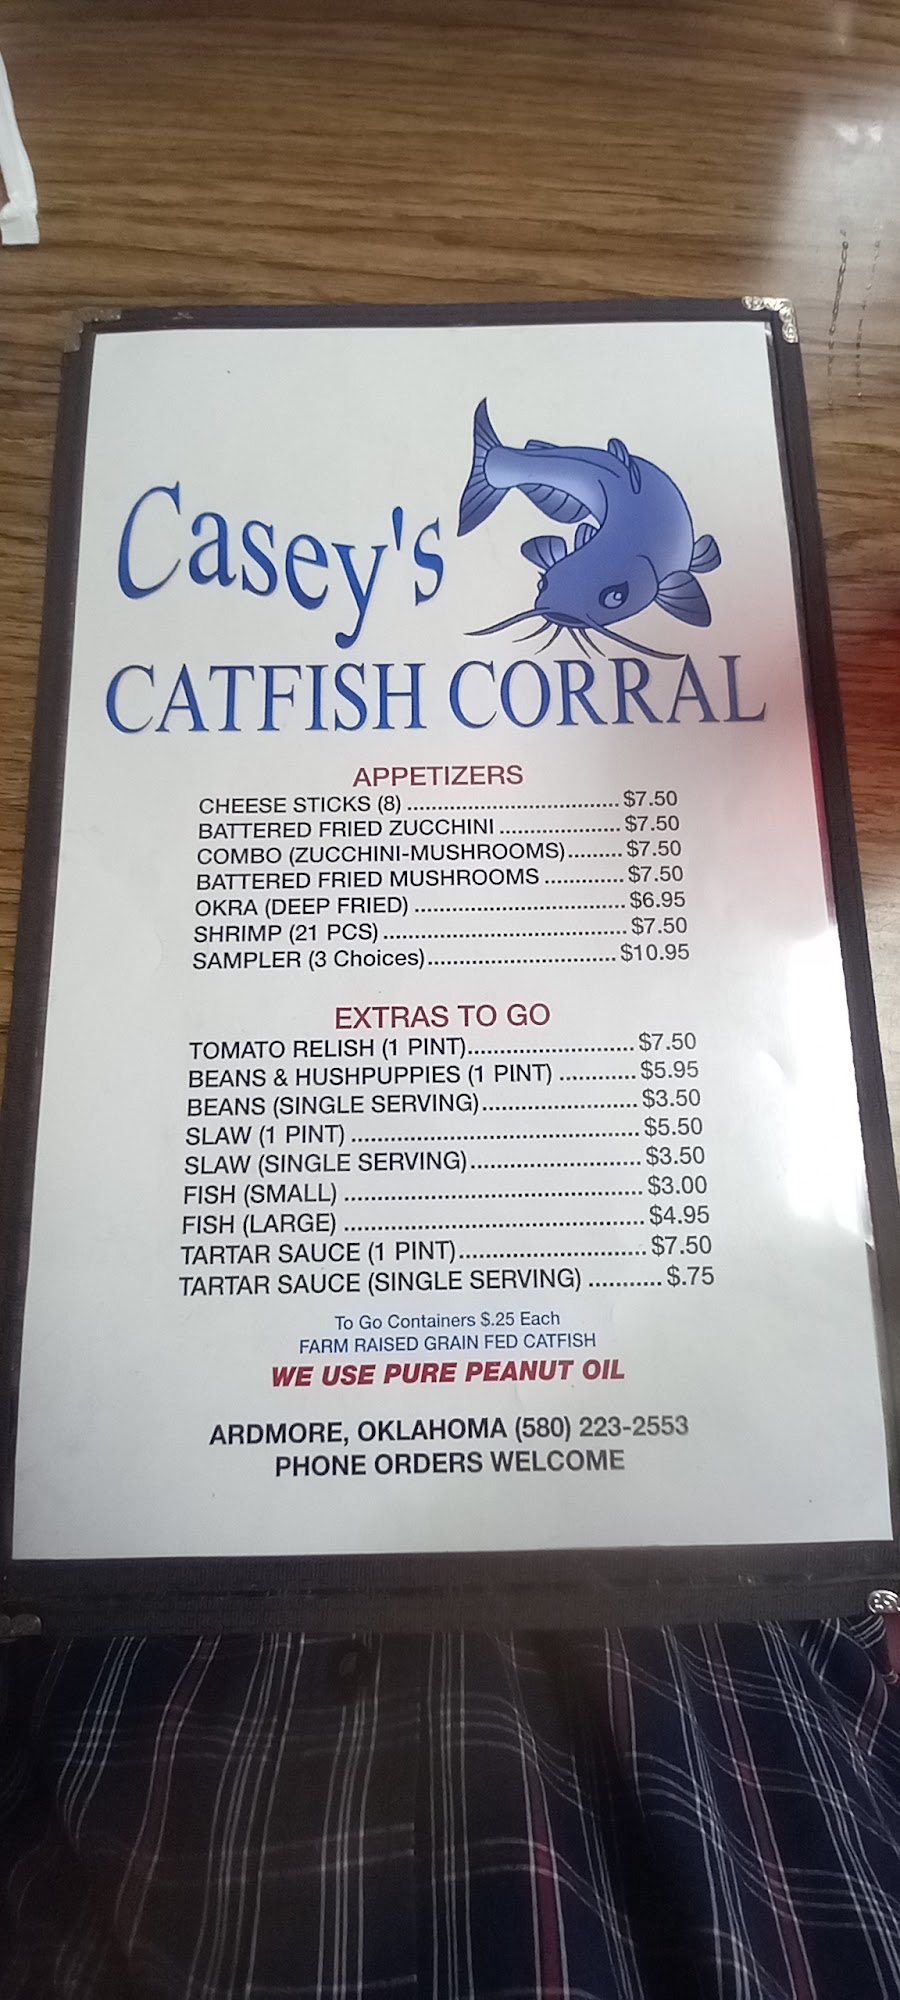 Casey's
CATFISH CORRAL
APPETIZERS
CHEESE STICKS (8) .................................. $7.50
BATTERED FRIED ZUCCHINI .................... $7.50
COMBO (ZUCCHINI-MUSHROOMS)......... $7.50
BATTERED FRIED MUSHROOMS ............. $7.50
OKRA (DEEP FRIED) .................................. $6.95
SHRIMP (21 PCS)....................................... $7.50
SAMPLER (3 Choices).............................. $10.95
EXTRAS TO GO
TOMATO RELISH (1 PINT).......................... $7.50
BEANS & HUSHPUPPIES (1 PINT) ............ $5.95
BEANS (SINGLE SERVING)........................ $3.50
SLAW (1 PINT) ............................................ $5.50
SLAW (SINGLE SERVING).......................... $3.50
FISH (SMALL) ............................................. $3.00
FISH (LARGE) ............................................. $4.95
TARTAR SAUCE (1 PINT)............................ $7.50
TARTAR SAUCE (SINGLE SERVING) ........... $.75
To Go Containers $.25 Each
FARM RAISED GRAIN FED CATFISH
WE USE PURE PEANUT OIL
ARDMORE, OKLAHOMA (580) 223-2553
PHONE ORDERS WELCOME